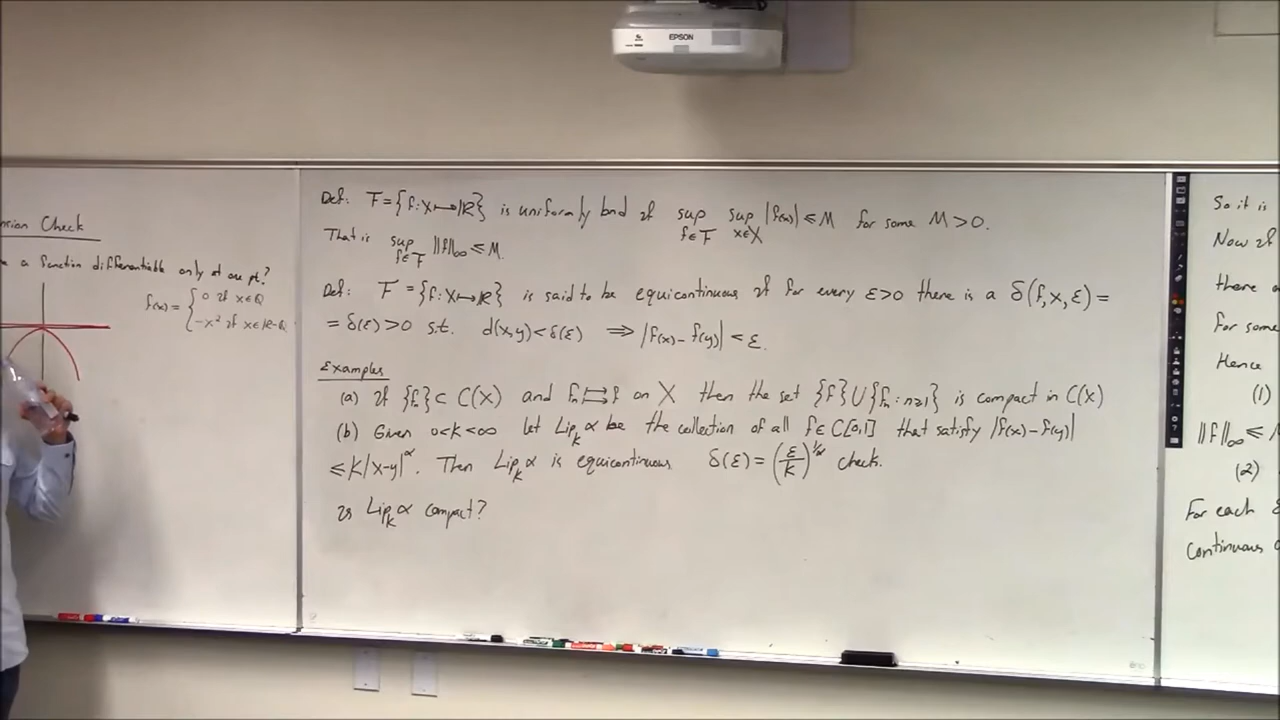 EPSON
nsion Check
a function differentiable only at one pt?
f(x) = { 0 if x∈Q
-x² if x∈R-Q
Def: F = {f: X ↦ R} is uniformly bnd if sup f∈F sup x∈X |f(x)| ≤ M for some M > 0.
That is sup f∈F ‖f‖∞ ≤ M.
Def: F = {f: X ↦ R} is said to be equicontinuous if for every ε>0 there is a δ(f, x, ε) =
= δ(ε) > 0 s.t. d(x,y) < δ(ε) ⇒ |f(x) - f(y)| < ε.
Examples
(a) If {fₙ} ⊂ C(X) and fₙ ⇉ f on X then the set {f} ∪ {fₙ : n≥1} is compact in C(X)
(b) Given 0<K<∞ let Lip_K α be the collection of all f∈C[0,1] that satisfy |f(x) - f(y)|
≤ K|x-y|^α. Then Lip_K α is equicontinuous δ(ε) = (ε/K)^{1/α} check.
Is Lip_K α compact?
So it is
Now if
there
For some
Hence
(1)
‖f‖∞ ≤
(2)
For each
continuous